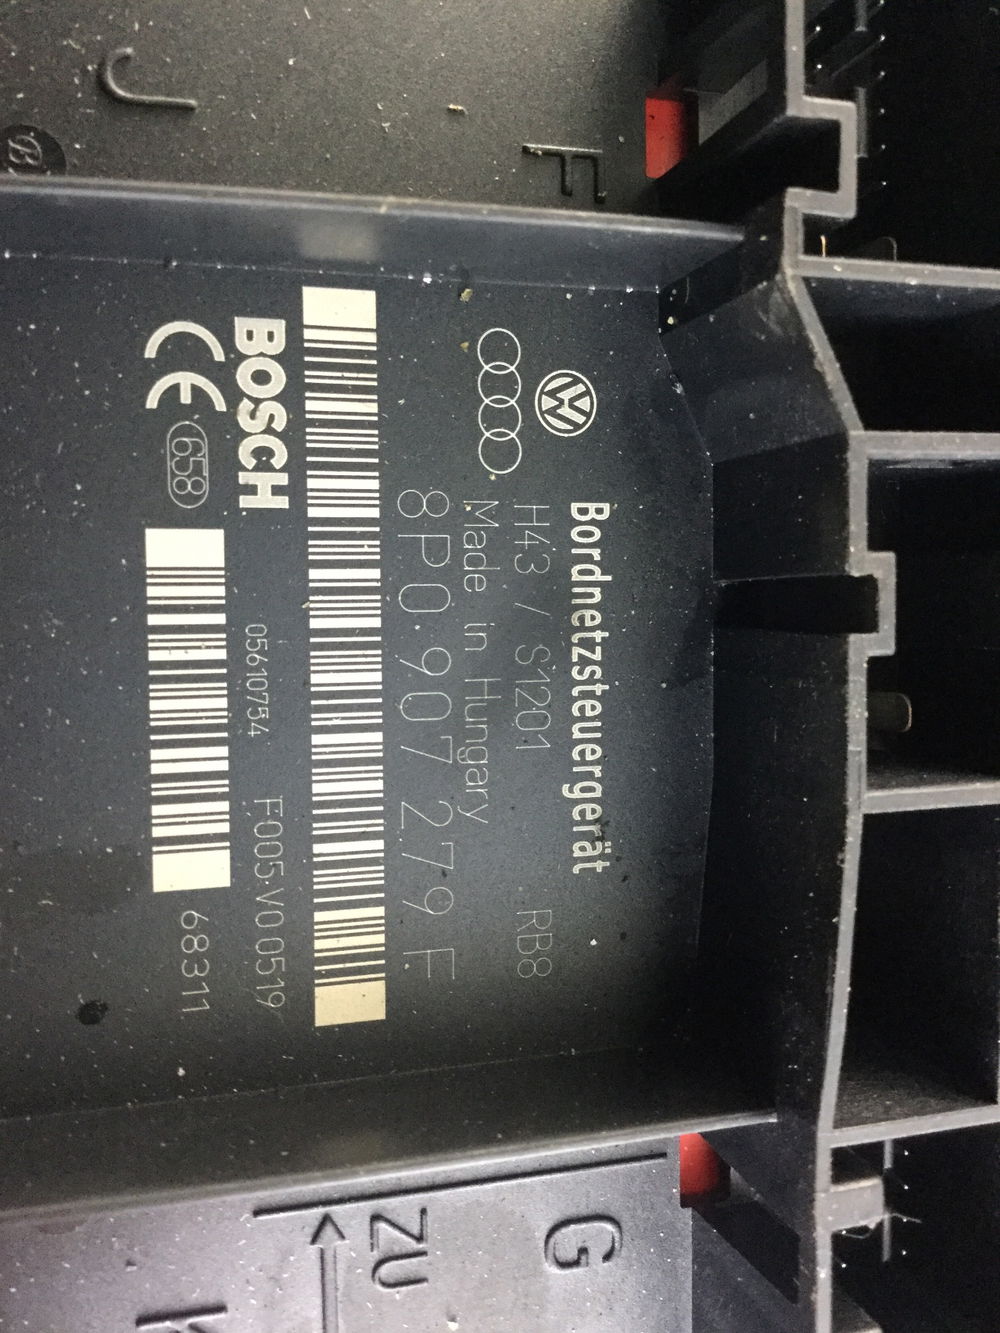 Bordnetzsteuergerät
H43 / S1201 RB8
Made in Hungary
8P0 907 279 F
BOSCH
05610754 F005.V0 0519
658
68311
J
F
G
ZU